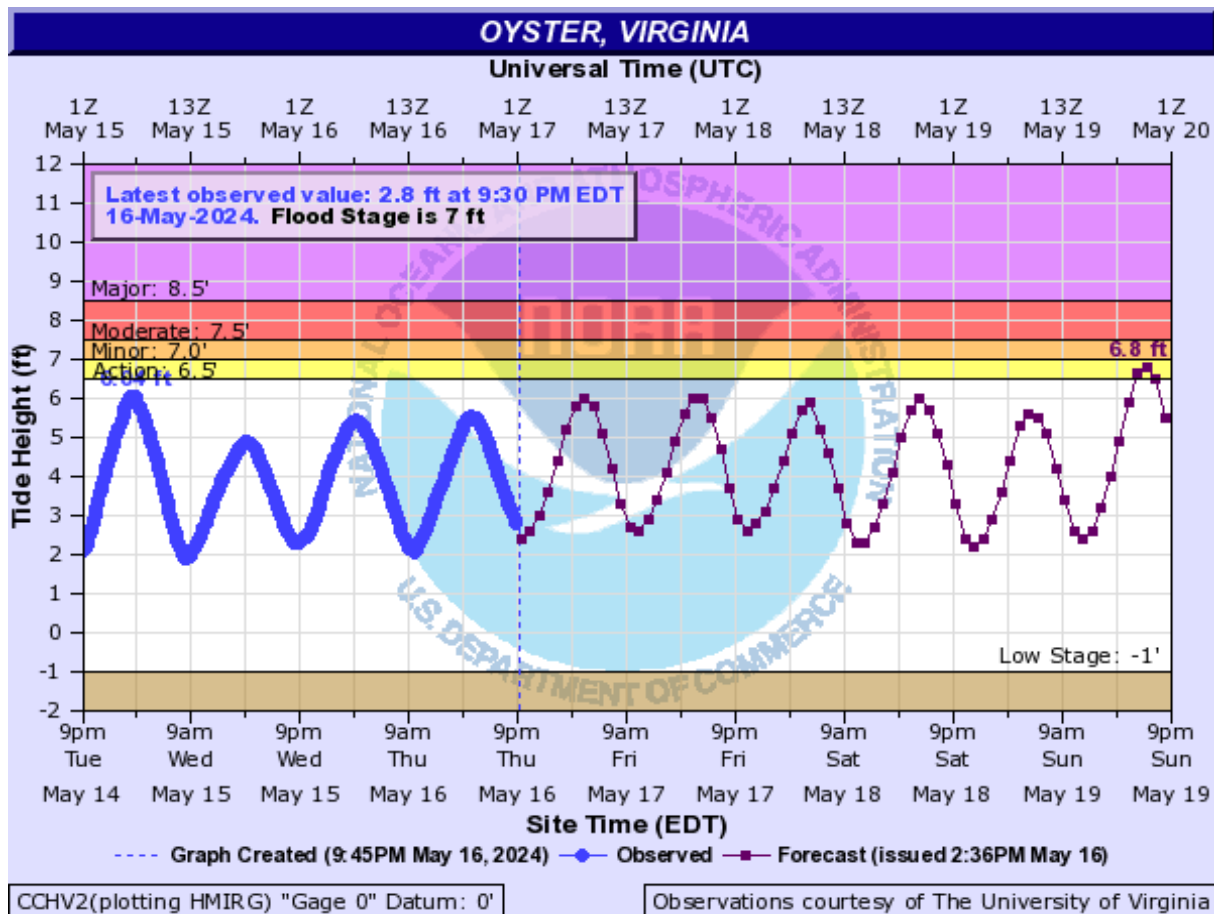 OYSTER, VIRGINIA
Universal Time (UTC)
1Z 13Z 1Z 13Z 1Z 13Z 1Z 13Z 1Z 13Z 1Z
May 15 May 15 May 16 May 16 May 17 May 17 May 18 May 18 May 19 May 19 May 20
Latest observed value: 2.8 ft at 9:30 PM EDT
16-May-2024. Flood Stage is 7 ft
12
11
10
9
8
7
6
5
4
3
2
1
0
-1
-2
Tide Height (ft)
Major: 8.5'
Moderate: 7.5'
Minor: 7.0'
Action: 6.5'
6.04 ft
6.8 ft
Low Stage: -1'
NATIONAL OCEANIC AND ATMOSPHERIC ADMINISTRATION
NOAA
U.S. DEPARTMENT OF COMMERCE
9pm 9am 9pm 9am 9pm 9am 9pm 9am 9pm 9am 9pm
Tue Wed Wed Thu Thu Fri Fri Sat Sat Sun Sun
May 14 May 15 May 15 May 16 May 16 May 17 May 17 May 18 May 18 May 19 May 19
Site Time (EDT)
Graph Created (9:45PM May 16, 2024) Observed Forecast (issued 2:36PM May 16)
CCHV2(plotting HMIRG) "Gage 0" Datum: 0'
Observations courtesy of The University of Virginia